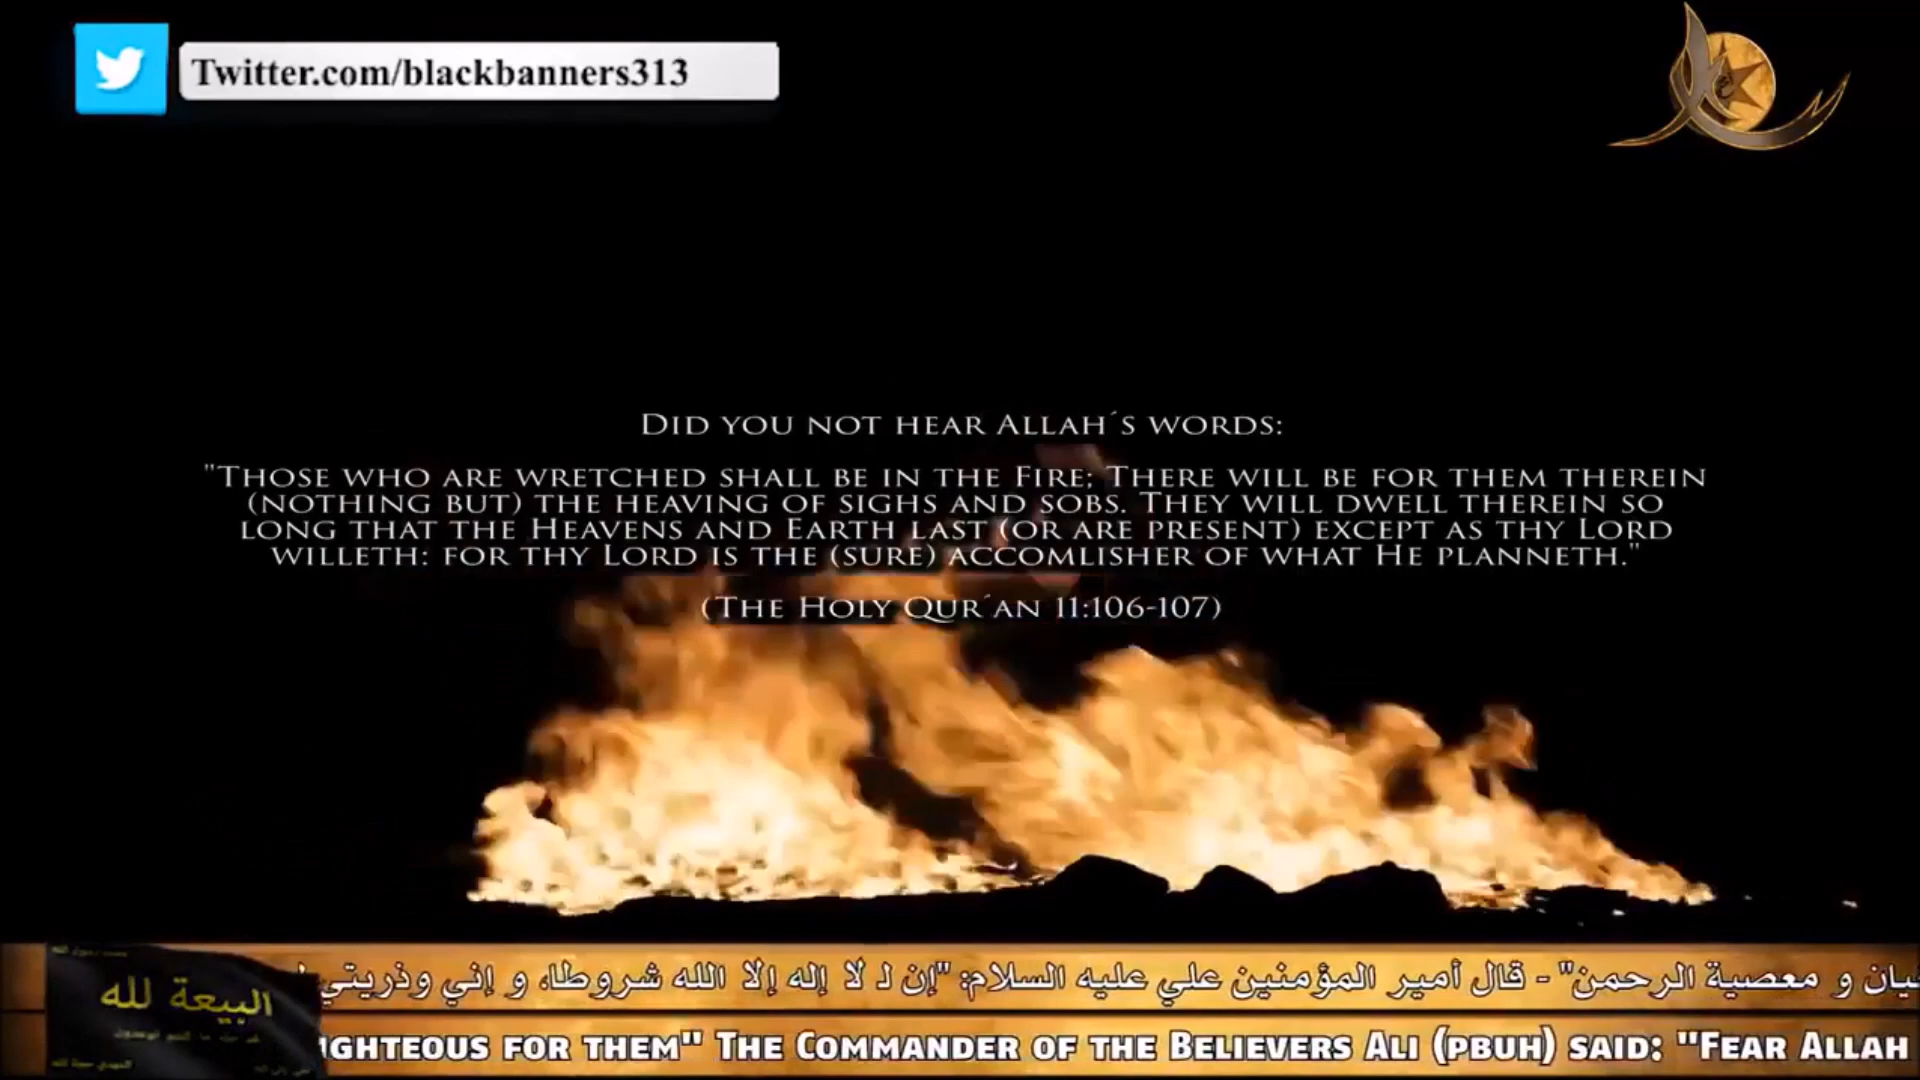 Twitter.com/blackbanners313
Did you not hear Allah´s words:
"Those who are wretched shall be in the Fire; There will be for them therein
(nothing but) the heaving of sighs and sobs. They will dwell therein so
long that the Heavens and Earth last (or are present) except as thy Lord
willeth: for thy Lord is the (sure) accomlisher of what He planneth."
(The Holy Qur´an 11:106-107)
و معصية الرحمن" - قال أمير المؤمنين علي عليه السلام: "إن لـ لا إله إلا الله شروطا، و إني وذريتي
البيعة لله
ighteous for them" The Commander of the Believers Ali (pbuh) said: "Fear Allah